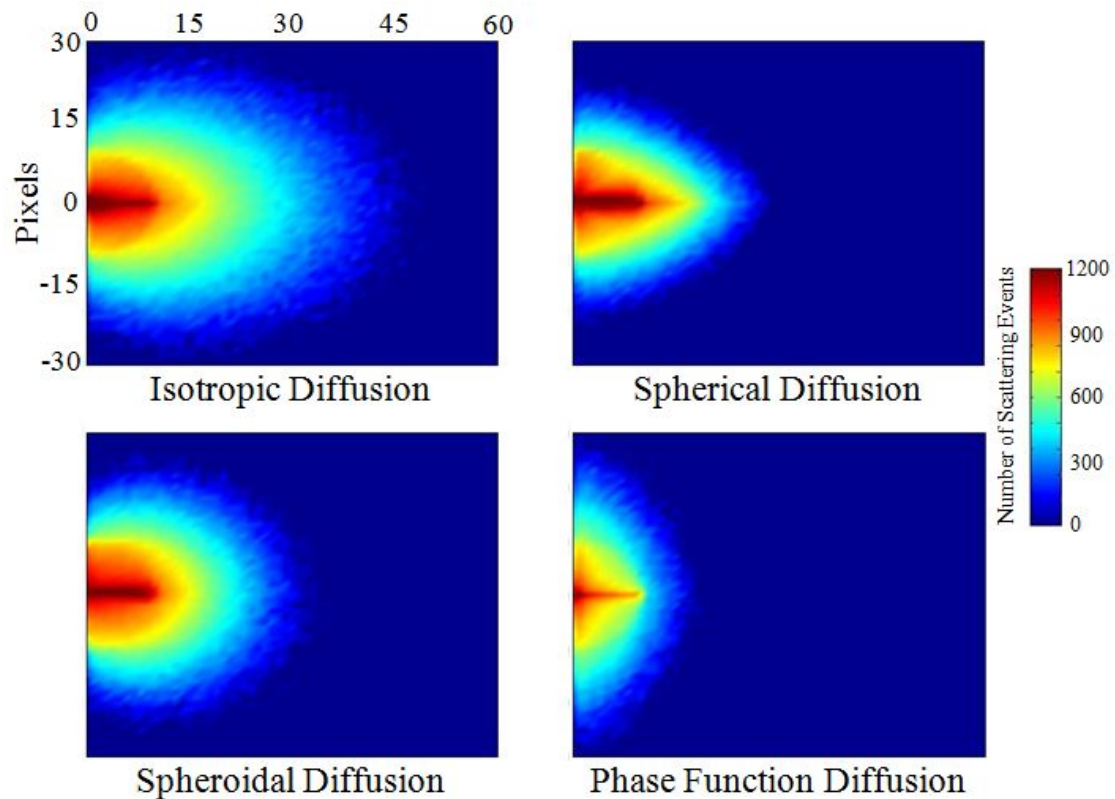 0 15 30 45 60
30
15
0
-15
-30
Pixels
Isotropic Diffusion
Spherical Diffusion
Number of Scattering Events
1200
900
600
300
0
Spheroidal Diffusion
Phase Function Diffusion